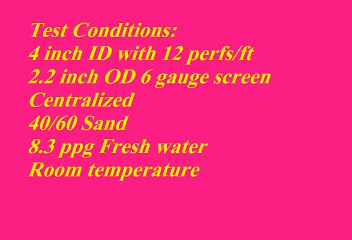 Test Conditions:
4 inch ID with 12 perfs/ft
2.2 inch OD 6 gauge screen
Centralized
40/60 Sand
8.3 ppg Fresh water
Room temperature